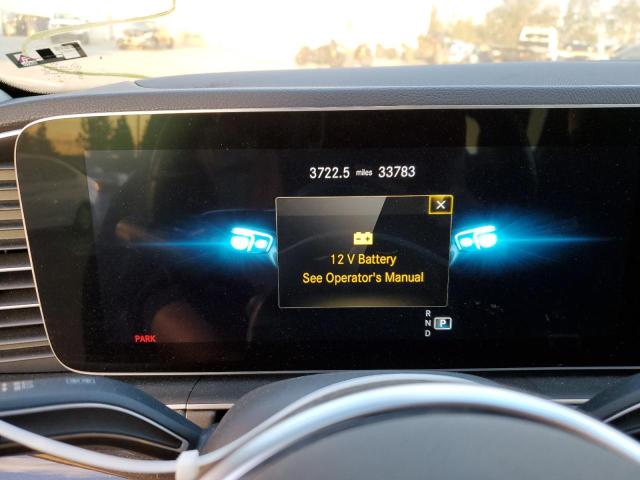 3722.5 miles 33783
12 V Battery
See Operator's Manual
R
N P
D
PARK